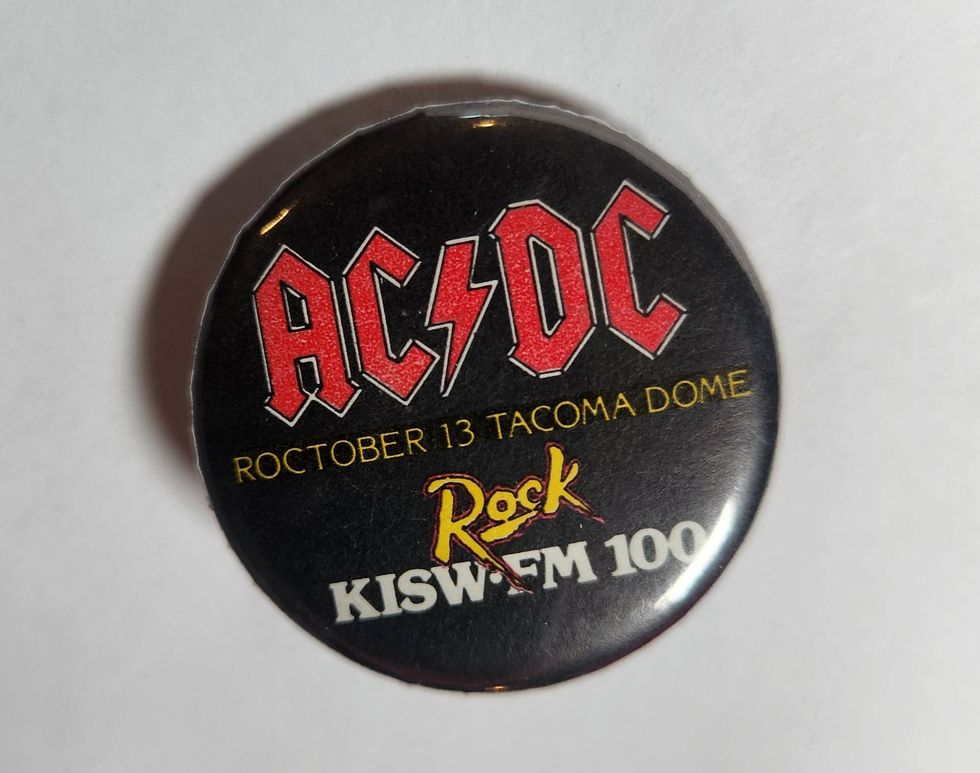 AC⚡DC
ROCTOBER 13 TACOMA DOME
Rock
KISW•FM 100